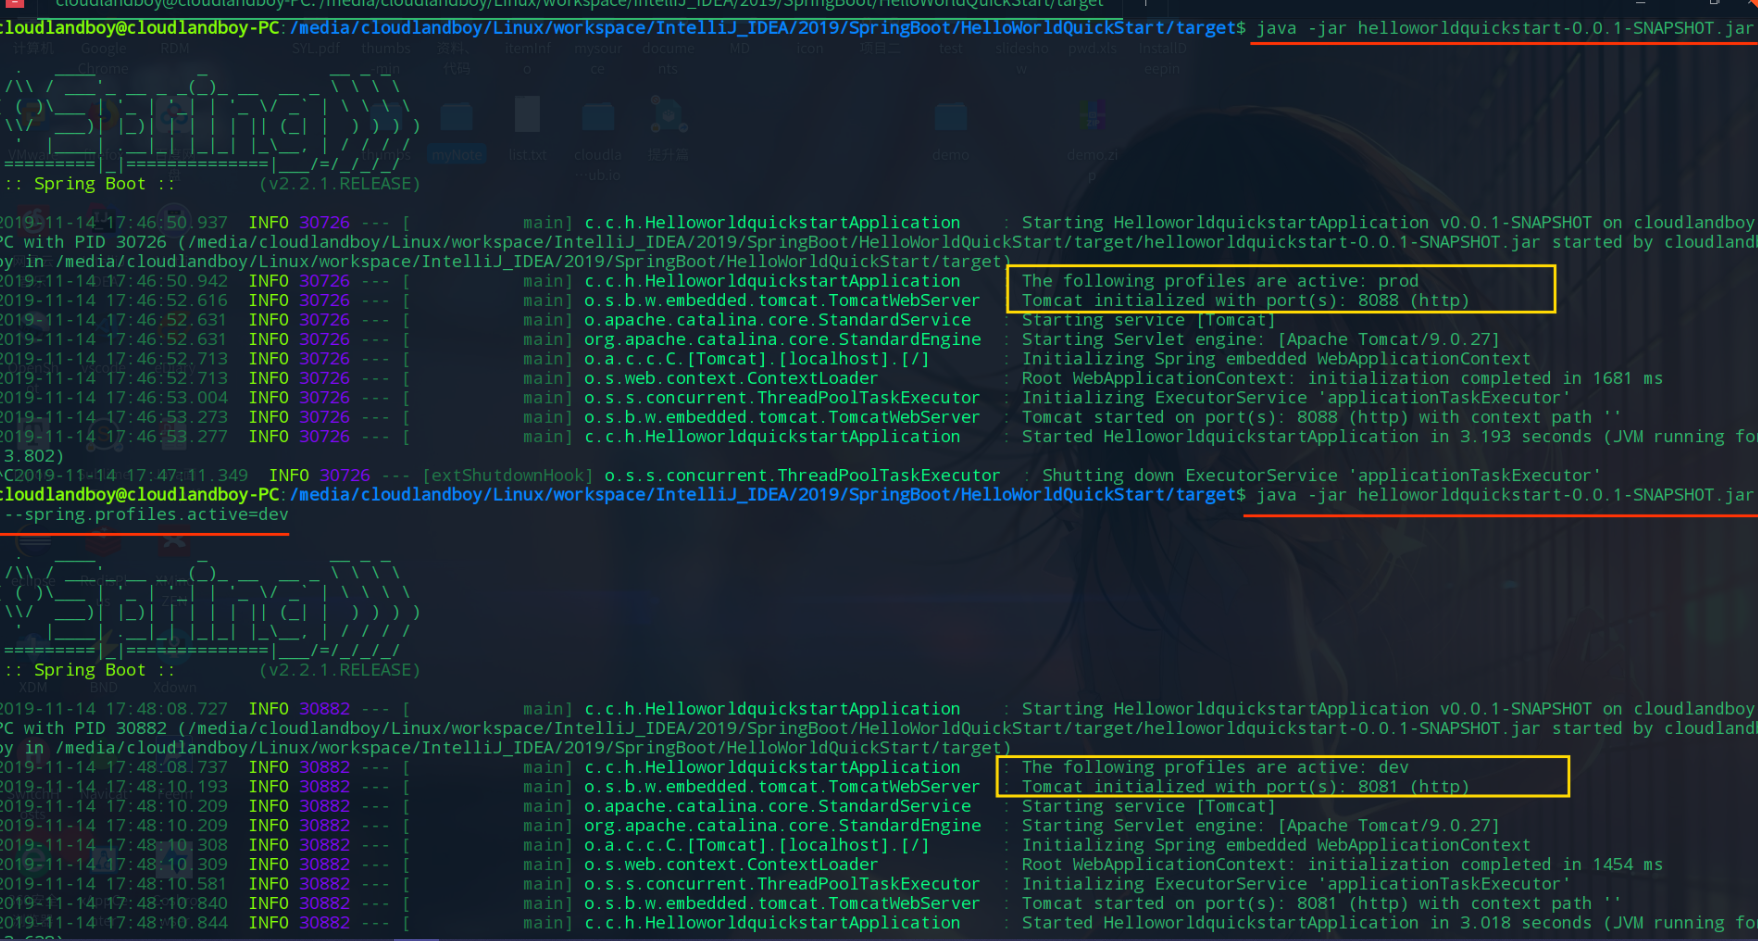 cloudlandboy@cloudlandboy-PC: /media/cloudlandboy/Linux/workspace/IntelliJ_IDEA/2019/SpringBoot/HelloWorldQuickStart/target
cloudlandboy@cloudlandboy-PC:/media/cloudlandboy/Linux/workspace/IntelliJ_IDEA/2019/SpringBoot/HelloWorldQuickStart/target$ java -jar helloworldquickstart-0.0.1-SNAPSHOT.jar
:: Spring Boot ::        (v2.2.1.RELEASE)
2019-11-14 17:46:50.937  INFO 30726 --- [           main] c.c.h.HelloworldquickstartApplication    : Starting HelloworldquickstartApplication v0.0.1-SNAPSHOT on cloudlandboy
PC with PID 30726 (/media/cloudlandboy/Linux/workspace/IntelliJ_IDEA/2019/SpringBoot/HelloWorldQuickStart/target/helloworldquickstart-0.0.1-SNAPSHOT.jar started by cloudlandb
oy in /media/cloudlandboy/Linux/workspace/IntelliJ_IDEA/2019/SpringBoot/HelloWorldQuickStart/target)
2019-11-14 17:46:50.942  INFO 30726 --- [           main] c.c.h.HelloworldquickstartApplication    : The following profiles are active: prod
2019-11-14 17:46:52.616  INFO 30726 --- [           main] o.s.b.w.embedded.tomcat.TomcatWebServer  : Tomcat initialized with port(s): 8088 (http)
2019-11-14 17:46:52.631  INFO 30726 --- [           main] o.apache.catalina.core.StandardService   : Starting service [Tomcat]
2019-11-14 17:46:52.631  INFO 30726 --- [           main] org.apache.catalina.core.StandardEngine  : Starting Servlet engine: [Apache Tomcat/9.0.27]
2019-11-14 17:46:52.713  INFO 30726 --- [           main] o.a.c.c.C.[Tomcat].[localhost].[/]       : Initializing Spring embedded WebApplicationContext
2019-11-14 17:46:52.713  INFO 30726 --- [           main] o.s.web.context.ContextLoader            : Root WebApplicationContext: initialization completed in 1681 ms
2019-11-14 17:46:53.004  INFO 30726 --- [           main] o.s.s.concurrent.ThreadPoolTaskExecutor  : Initializing ExecutorService 'applicationTaskExecutor'
2019-11-14 17:46:53.273  INFO 30726 --- [           main] o.s.b.w.embedded.tomcat.TomcatWebServer  : Tomcat started on port(s): 8088 (http) with context path ''
2019-11-14 17:46:53.277  INFO 30726 --- [           main] c.c.h.HelloworldquickstartApplication    : Started HelloworldquickstartApplication in 3.193 seconds (JVM running for
3.802)
^C2019-11-14 17:47:11.349  INFO 30726 --- [extShutdownHook] o.s.s.concurrent.ThreadPoolTaskExecutor  : Shutting down ExecutorService 'applicationTaskExecutor'
cloudlandboy@cloudlandboy-PC:/media/cloudlandboy/Linux/workspace/IntelliJ_IDEA/2019/SpringBoot/HelloWorldQuickStart/target$ java -jar helloworldquickstart-0.0.1-SNAPSHOT.jar
--spring.profiles.active=dev
:: Spring Boot ::        (v2.2.1.RELEASE)
2019-11-14 17:48:08.727  INFO 30882 --- [           main] c.c.h.HelloworldquickstartApplication    : Starting HelloworldquickstartApplication v0.0.1-SNAPSHOT on cloudlandboy
PC with PID 30882 (/media/cloudlandboy/Linux/workspace/IntelliJ_IDEA/2019/SpringBoot/HelloWorldQuickStart/target/helloworldquickstart-0.0.1-SNAPSHOT.jar started by cloudlandb
oy in /media/cloudlandboy/Linux/workspace/IntelliJ_IDEA/2019/SpringBoot/HelloWorldQuickStart/target)
2019-11-14 17:48:08.737  INFO 30882 --- [           main] c.c.h.HelloworldquickstartApplication    : The following profiles are active: dev
2019-11-14 17:48:10.193  INFO 30882 --- [           main] o.s.b.w.embedded.tomcat.TomcatWebServer  : Tomcat initialized with port(s): 8081 (http)
2019-11-14 17:48:10.209  INFO 30882 --- [           main] o.apache.catalina.core.StandardService   : Starting service [Tomcat]
2019-11-14 17:48:10.209  INFO 30882 --- [           main] org.apache.catalina.core.StandardEngine  : Starting Servlet engine: [Apache Tomcat/9.0.27]
2019-11-14 17:48:10.308  INFO 30882 --- [           main] o.a.c.c.C.[Tomcat].[localhost].[/]       : Initializing Spring embedded WebApplicationContext
2019-11-14 17:48:10.309  INFO 30882 --- [           main] o.s.web.context.ContextLoader            : Root WebApplicationContext: initialization completed in 1454 ms
2019-11-14 17:48:10.581  INFO 30882 --- [           main] o.s.s.concurrent.ThreadPoolTaskExecutor  : Initializing ExecutorService 'applicationTaskExecutor'
2019-11-14 17:48:10.840  INFO 30882 --- [           main] o.s.b.w.embedded.tomcat.TomcatWebServer  : Tomcat started on port(s): 8081 (http) with context path ''
2019-11-14 17:48:10.844  INFO 30882 --- [           main] c.c.h.HelloworldquickstartApplication    : Started HelloworldquickstartApplication in 3.018 seconds (JVM running for